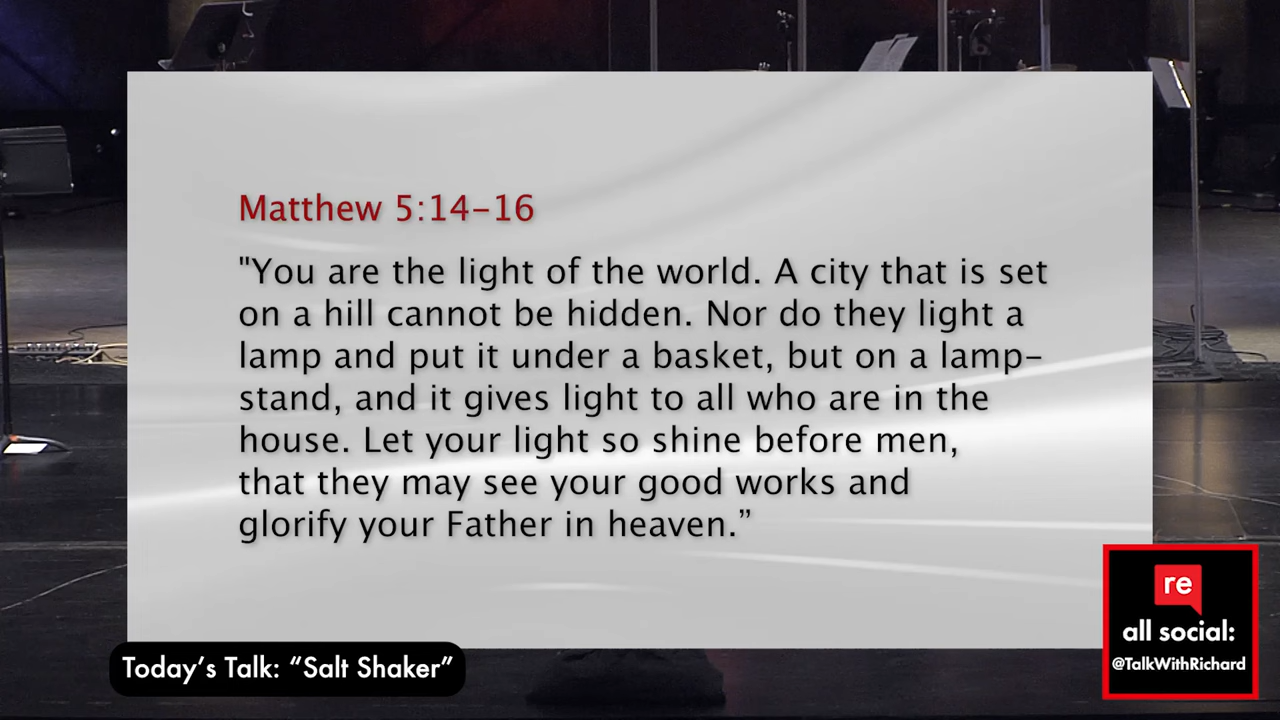 Matthew 5:14-16
"You are the light of the world. A city that is set
on a hill cannot be hidden. Nor do they light a
lamp and put it under a basket, but on a lamp-
stand, and it gives light to all who are in the
house. Let your light so shine before men,
that they may see your good works and
glorify your Father in heaven.”
re
all social:
@TalkWithRichard
Today’s Talk: “Salt Shaker”